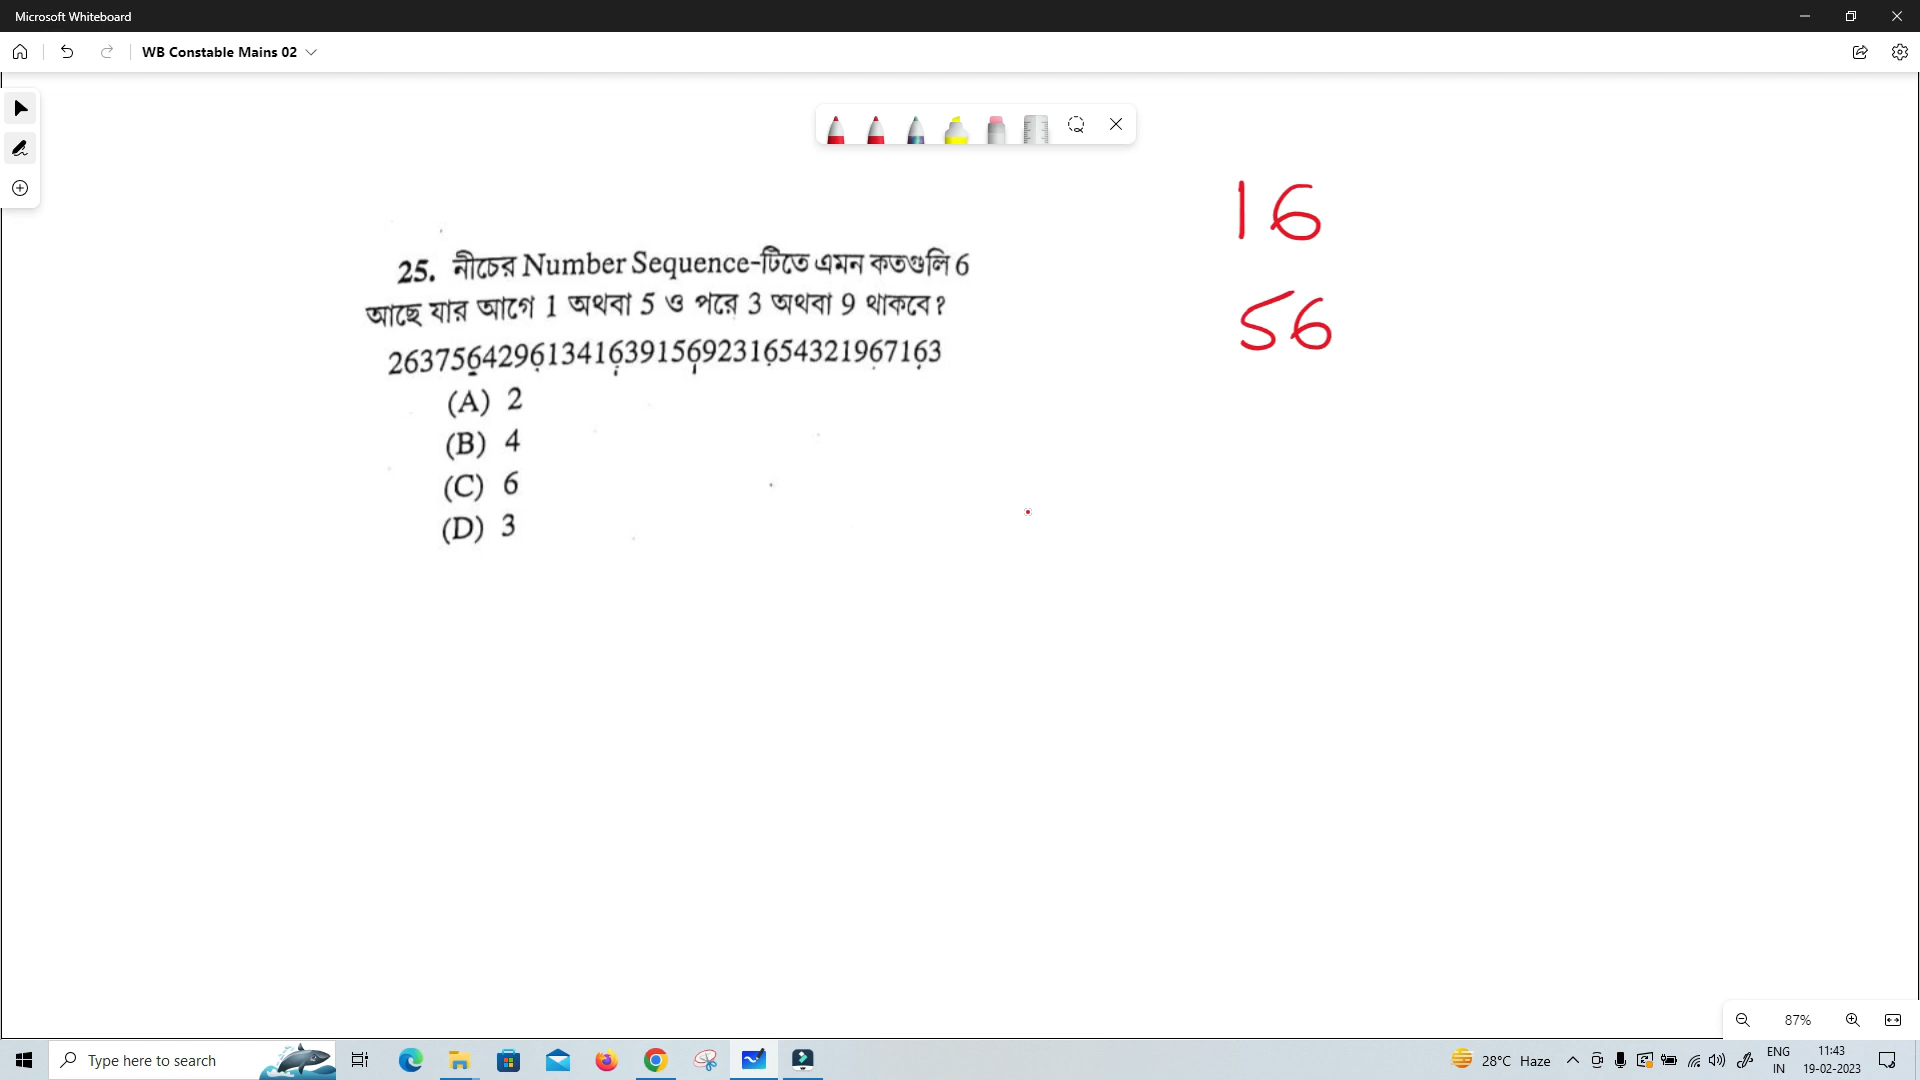 Microsoft Whiteboard
WB Constable Mains 02
16
56
25. নীচের Number Sequence-টিতে এমন কতগুলি 6
আছে যার আগে 1 অথবা 5 ও পরে 3 অথবা 9 থাকবে?
263756429613416391569231654321967163
(A) 2
(B) 4
(C) 6
(D) 3
87%
Type here to search
28°C Haze
ENG
IN
11:43
19-02-2023